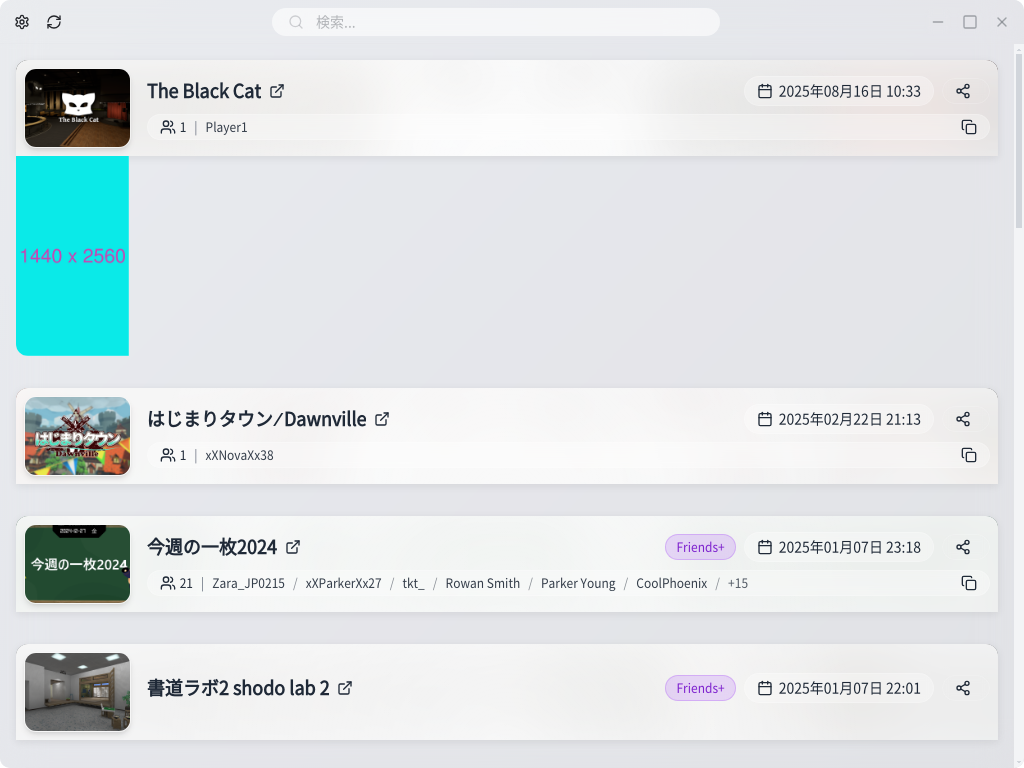 検索...
The Black Cat
2025年08月16日 10:33
The Black Cat
1 | Player1
1440 x 2560
はじまりタウン/Dawnville
2025年02月22日 21:13
はじまりタウン
Dawnville
1 | xXNovaXx38
今週の一枚2024
Friends+
2025年01月07日 23:18
今週の一枚2024
21 | Zara_JP0215 / xXParkerXx27 / tkt_ / Rowan Smith / Parker Young / CoolPhoenix / +15
書道ラボ2 shodo lab 2
Friends+
2025年01月07日 22:01